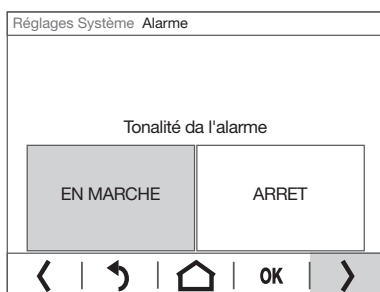 Réglages Système Alarme
Tonalité da l'alarme
EN MARCHE
ARRET
OK